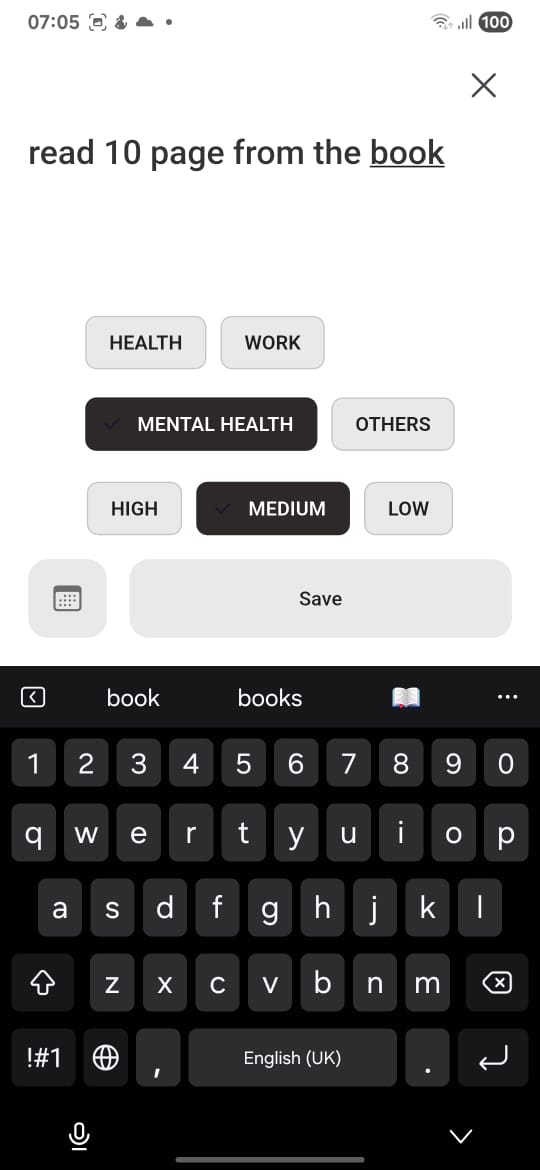 07:05 100
read 10 page from the book
HEALTH WORK
MENTAL HEALTH OTHERS
HIGH MEDIUM LOW
Save
book books
1 2 3 4 5 6 7 8 9 0
q w e r t y u i o p
a s d f g h j k l
z x c v b n m
!#1 , English (UK) .